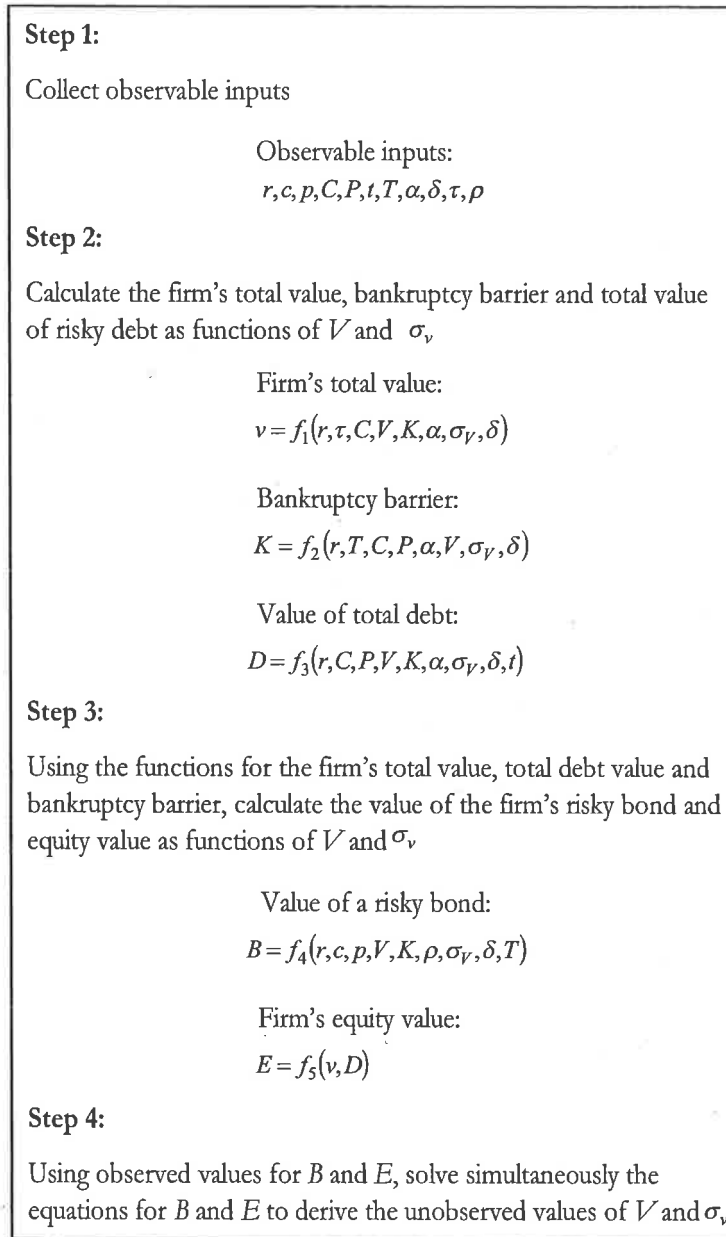 Step 1:
Collect observable inputs
Observable inputs:
r,c,p,C,P,t,T,α,δ,τ,ρ
Step 2:
Calculate the firm's total value, bankruptcy barrier and total value
of risky debt as functions of V and σᵥ
Firm's total value:
v = f₁(r,τ,C,V,K,α,σ_V,δ)
Bankruptcy barrier:
K = f₂(r,T,C,P,α,V,σ_V,δ)
Value of total debt:
D = f₃(r,C,P,V,K,α,σ_V,δ,t)
Step 3:
Using the functions for the firm's total value, total debt value and
bankruptcy barrier, calculate the value of the firm's risky bond and
equity value as functions of V and σᵥ
Value of a risky bond:
B = f₄(r,c,p,V,K,ρ,σ_V,δ,T)
Firm's equity value:
E = f₅(v,D)
Step 4:
Using observed values for B and E, solve simultaneously the
equations for B and E to derive the unobserved values of V and σᵥ